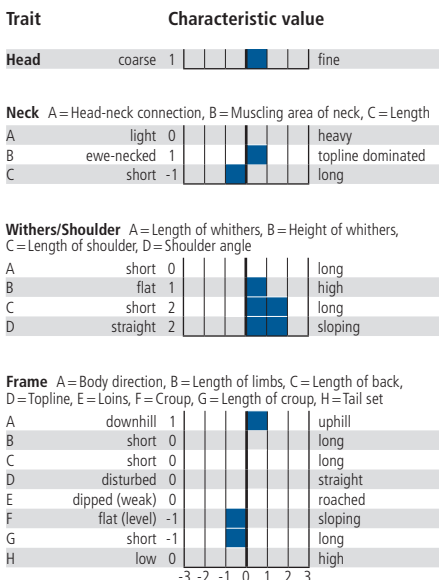 Trait Characteristic value
Head coarse 1 fine
Neck A = Head-neck connection, B = Muscling area of neck, C = Length
A light 0 heavy
B ewe-necked 1 topline dominated
C short -1 long
Withers/Shoulder A = Length of whithers, B = Height of whithers,
C = Length of shoulder, D = Shoulder angle
A short 0 long
B flat 1 high
C short 2 long
D straight 2 sloping
Frame A = Body direction, B = Length of limbs, C = Length of back,
D = Topline, E = Loins, F = Croup, G = Length of croup, H = Tail set
A downhill 1 uphill
B short 0 long
C short 0 long
D disturbed 0 straight
E dipped (weak) 0 roached
F flat (level) -1 sloping
G short -1 long
H low 0 high
-3 -2 -1 0 1 2 3